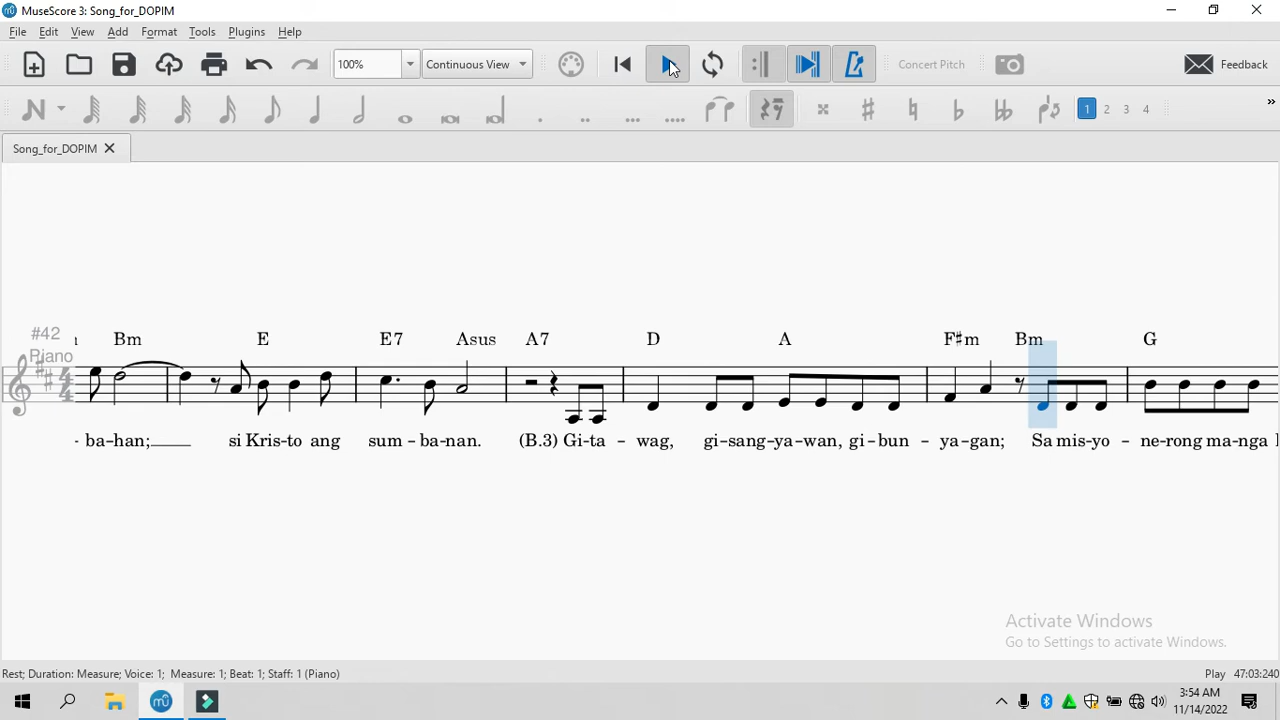 MuseScore 3: Song_for_DOPIM
File Edit View Add Format Tools Plugins Help
100% Continuous View Concert Pitch Feedback
1 2 3 4 »
Song_for_DOPIM
#42
Piano
Bm E E7 Asus A7 D A F♯m Bm G
- ba-han; si Kris-to ang sum-ba-nan. (B.3) Gi-ta - wag, gi-sang-ya-wan, gi-bun - ya-gan; Sa mis-yo - ne-rong ma-nga
Activate Windows
Go to Settings to activate Windows.
Rest; Duration: Measure; Voice: 1; Measure: 1; Beat: 1; Staff: 1 (Piano) Play 47:03:240
3:54 AM
11/14/2022